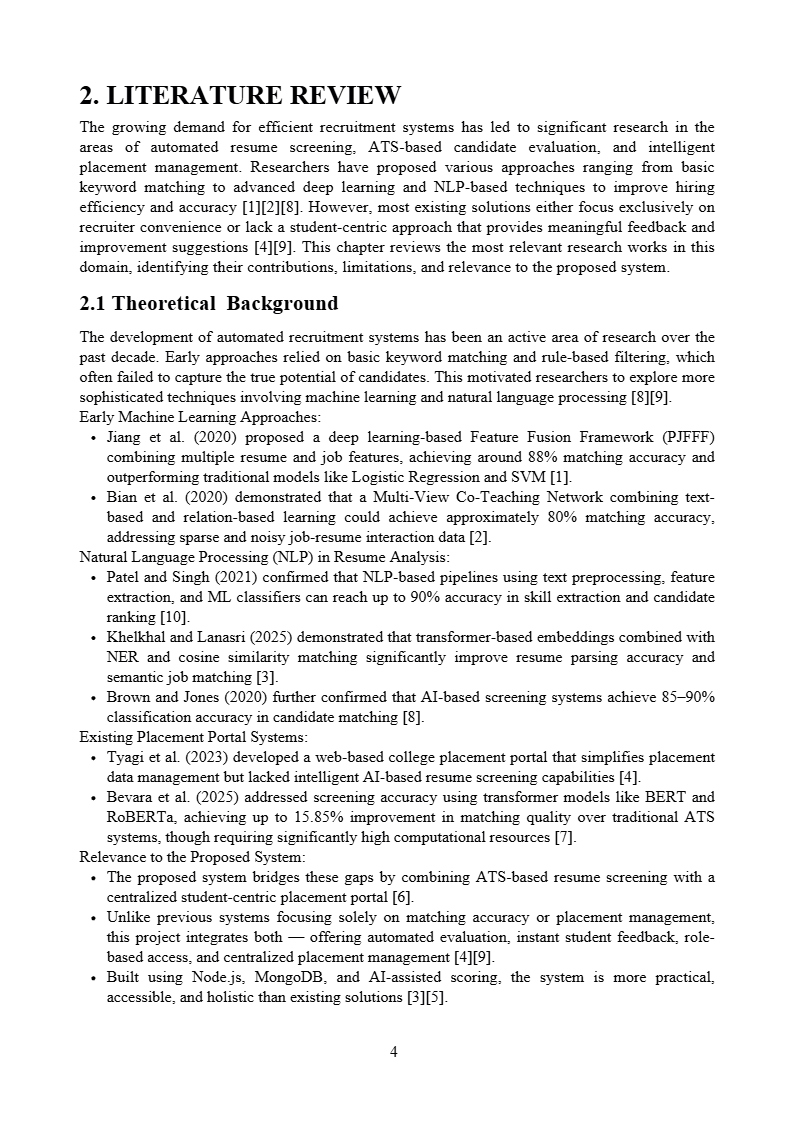 2. LITERATURE REVIEW
The growing demand for efficient recruitment systems has led to significant research in the
areas of automated resume screening, ATS-based candidate evaluation, and intelligent
placement management. Researchers have proposed various approaches ranging from basic
keyword matching to advanced deep learning and NLP-based techniques to improve hiring
efficiency and accuracy [1][2][8]. However, most existing solutions either focus exclusively on
recruiter convenience or lack a student-centric approach that provides meaningful feedback and
improvement suggestions [4][9]. This chapter reviews the most relevant research works in this
domain, identifying their contributions, limitations, and relevance to the proposed system.
2.1 Theoretical Background
The development of automated recruitment systems has been an active area of research over the
past decade. Early approaches relied on basic keyword matching and rule-based filtering, which
often failed to capture the true potential of candidates. This motivated researchers to explore more
sophisticated techniques involving machine learning and natural language processing [8][9].
Early Machine Learning Approaches:
• Jiang et al. (2020) proposed a deep learning-based Feature Fusion Framework (PJFFF)
combining multiple resume and job features, achieving around 88% matching accuracy and
outperforming traditional models like Logistic Regression and SVM [1].
• Bian et al. (2020) demonstrated that a Multi-View Co-Teaching Network combining text-
based and relation-based learning could achieve approximately 80% matching accuracy,
addressing sparse and noisy job-resume interaction data [2].
Natural Language Processing (NLP) in Resume Analysis:
• Patel and Singh (2021) confirmed that NLP-based pipelines using text preprocessing, feature
extraction, and ML classifiers can reach up to 90% accuracy in skill extraction and candidate
ranking [10].
• Khelkhal and Lanasri (2025) demonstrated that transformer-based embeddings combined with
NER and cosine similarity matching significantly improve resume parsing accuracy and
semantic job matching [3].
• Brown and Jones (2020) further confirmed that AI-based screening systems achieve 85–90%
classification accuracy in candidate matching [8].
Existing Placement Portal Systems:
• Tyagi et al. (2023) developed a web-based college placement portal that simplifies placement
data management but lacked intelligent AI-based resume screening capabilities [4].
• Bevara et al. (2025) addressed screening accuracy using transformer models like BERT and
RoBERTa, achieving up to 15.85% improvement in matching quality over traditional ATS
systems, though requiring significantly high computational resources [7].
Relevance to the Proposed System:
• The proposed system bridges these gaps by combining ATS-based resume screening with a
centralized student-centric placement portal [6].
• Unlike previous systems focusing solely on matching accuracy or placement management,
this project integrates both — offering automated evaluation, instant student feedback, role-
based access, and centralized placement management [4][9].
• Built using Node.js, MongoDB, and AI-assisted scoring, the system is more practical,
accessible, and holistic than existing solutions [3][5].
4